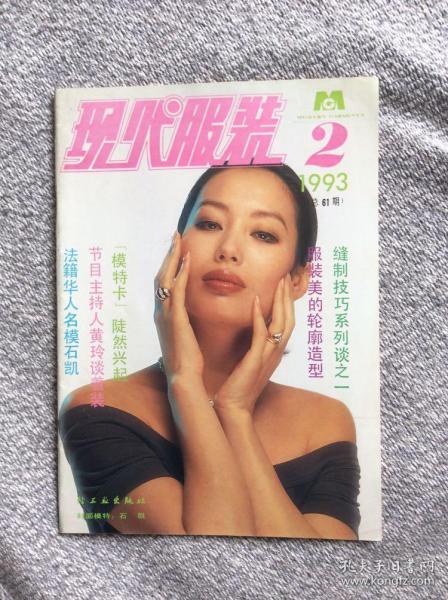 现代服装
MODERN GARMENTS
2
1993
(总 61期)
缝制技巧系列谈之一
服装美的轮廓造型
「模特卡」陡然兴起
节目主持人黄玲谈着装
法籍华人名模石凯
轻工业出版社
封面模特：石 凯
孔夫子旧书网